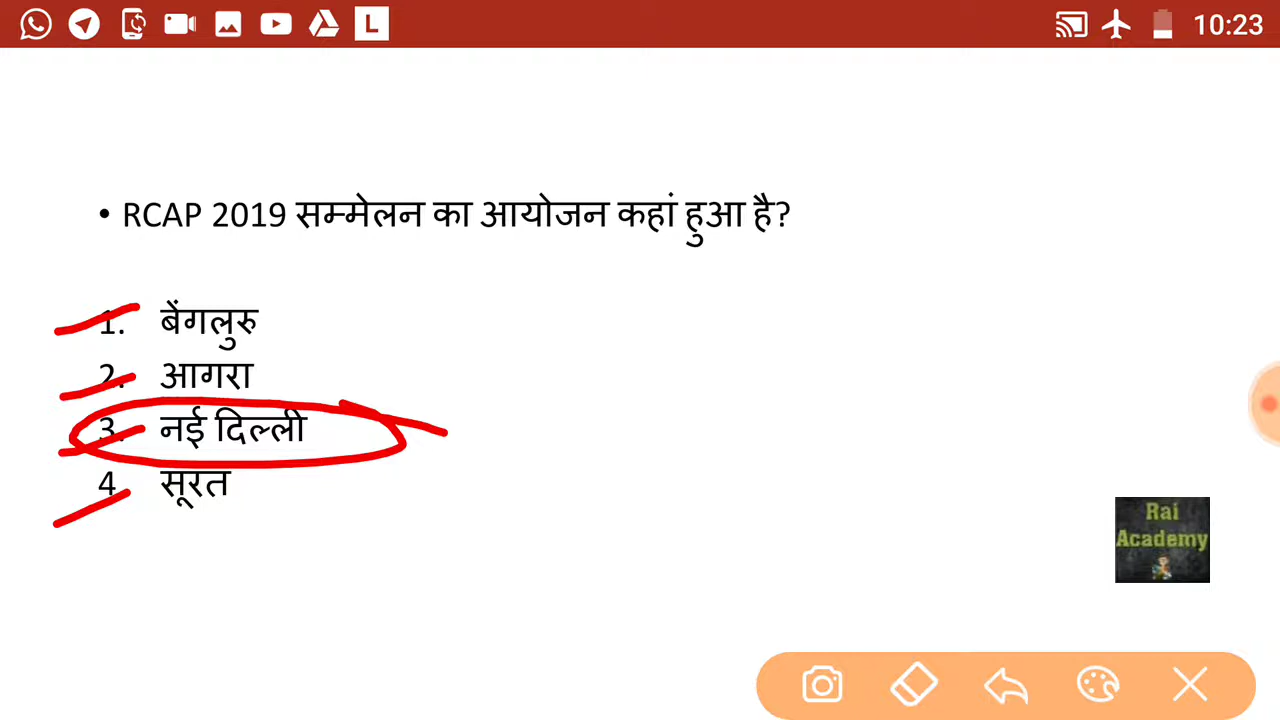 10:23
L
• RCAP 2019 सम्मेलन का आयोजन कहां हुआ है?
1. बेंगलुरु
2. आगरा
3. नई दिल्ली
4 सूरत
Rai
Academy